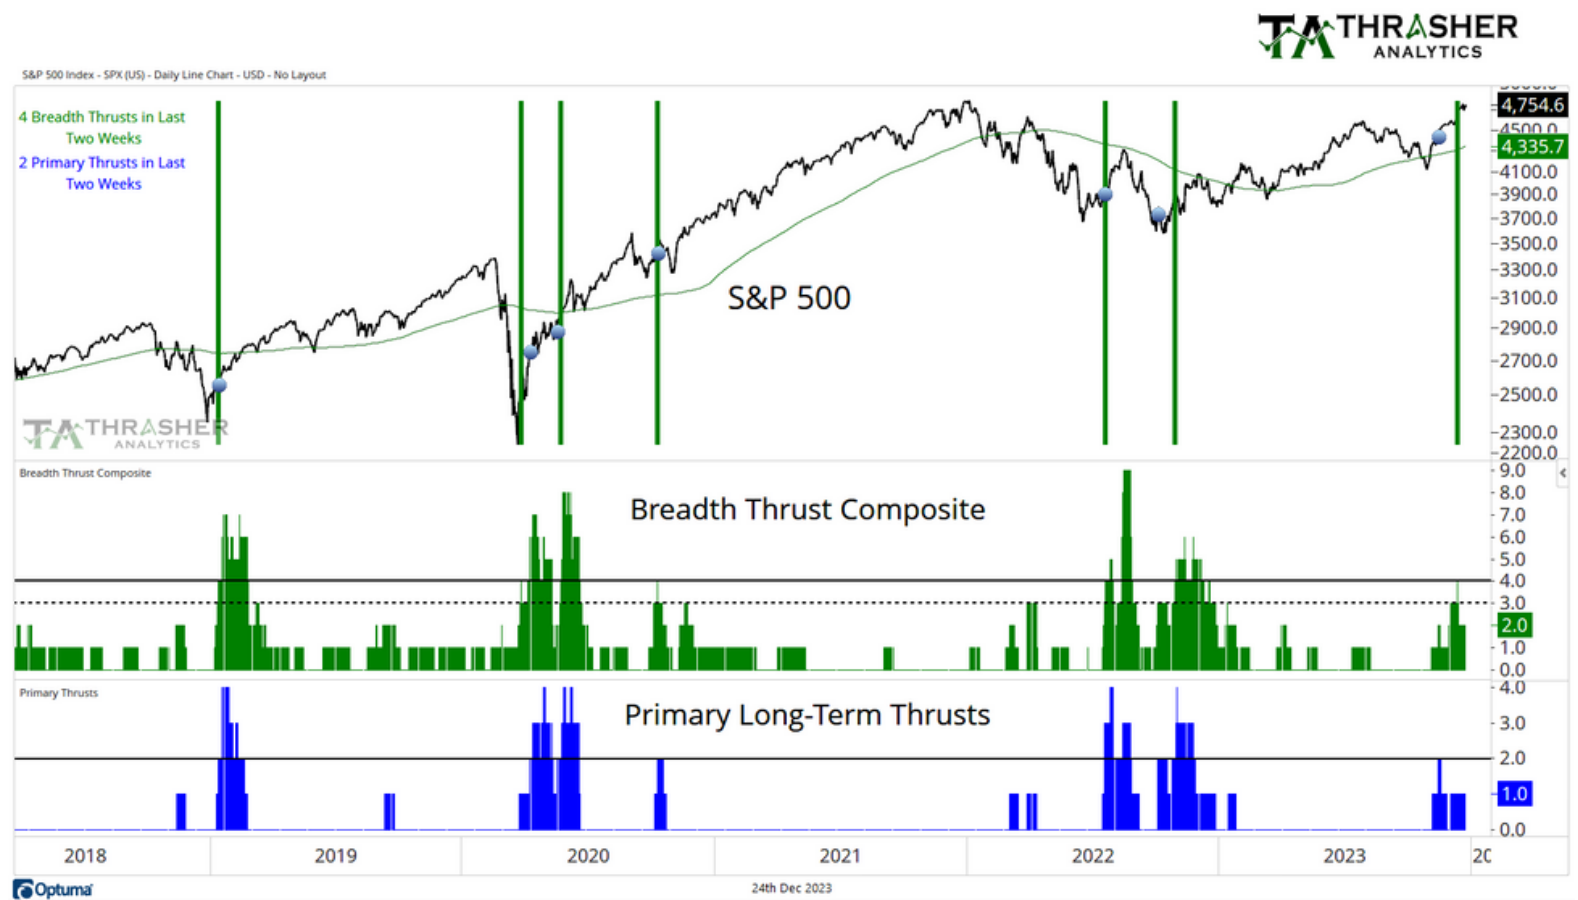 TA THRASHER
ANALYTICS
S&P 500 Index - SPX (US) - Daily Line Chart - USD - No Layout
4 Breadth Thrusts in Last
Two Weeks
2 Primary Thrusts in Last
Two Weeks
S&P 500
4,754.6
4500.0
4,335.7
4100.0
3900.0
3700.0
3500.0
3300.0
3100.0
2900.0
2700.0
2500.0
2300.0
2200.0
TA THRASHER
ANALYTICS
Breadth Thrust Composite
Breadth Thrust Composite
9.0
8.0
7.0
6.0
5.0
4.0
3.0
2.0
1.0
0.0
Primary Thrusts
Primary Long-Term Thrusts
4.0
3.0
2.0
1.0
0.0
2018 2019 2020 2021 2022 2023 20
Optuma
24th Dec 2023